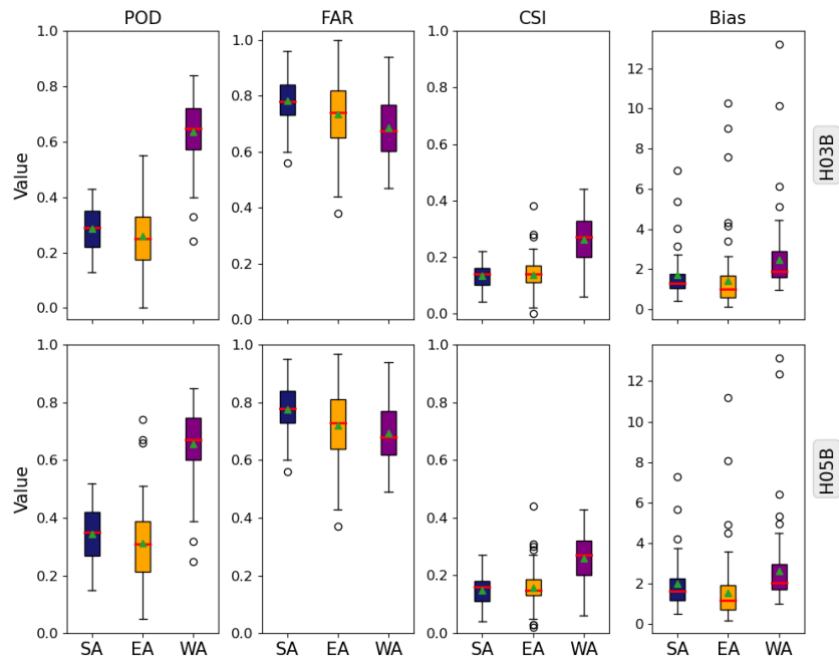 POD FAR CSI Bias
1.0 1.0 1.0
0.8 0.8 0.8 12
0.6 0.6 0.6 10
0.4 0.4 0.4 8
0.2 0.2 0.2 6
0.0 0.0 0.0 4
2
0
Value
H03B
1.0 1.0 1.0
0.8 0.8 0.8 12
0.6 0.6 0.6 10
0.4 0.4 0.4 8
0.2 0.2 0.2 6
0.0 0.0 0.0 4
2
0
Value
H05B
SA EA WA SA EA WA SA EA WA SA EA WA